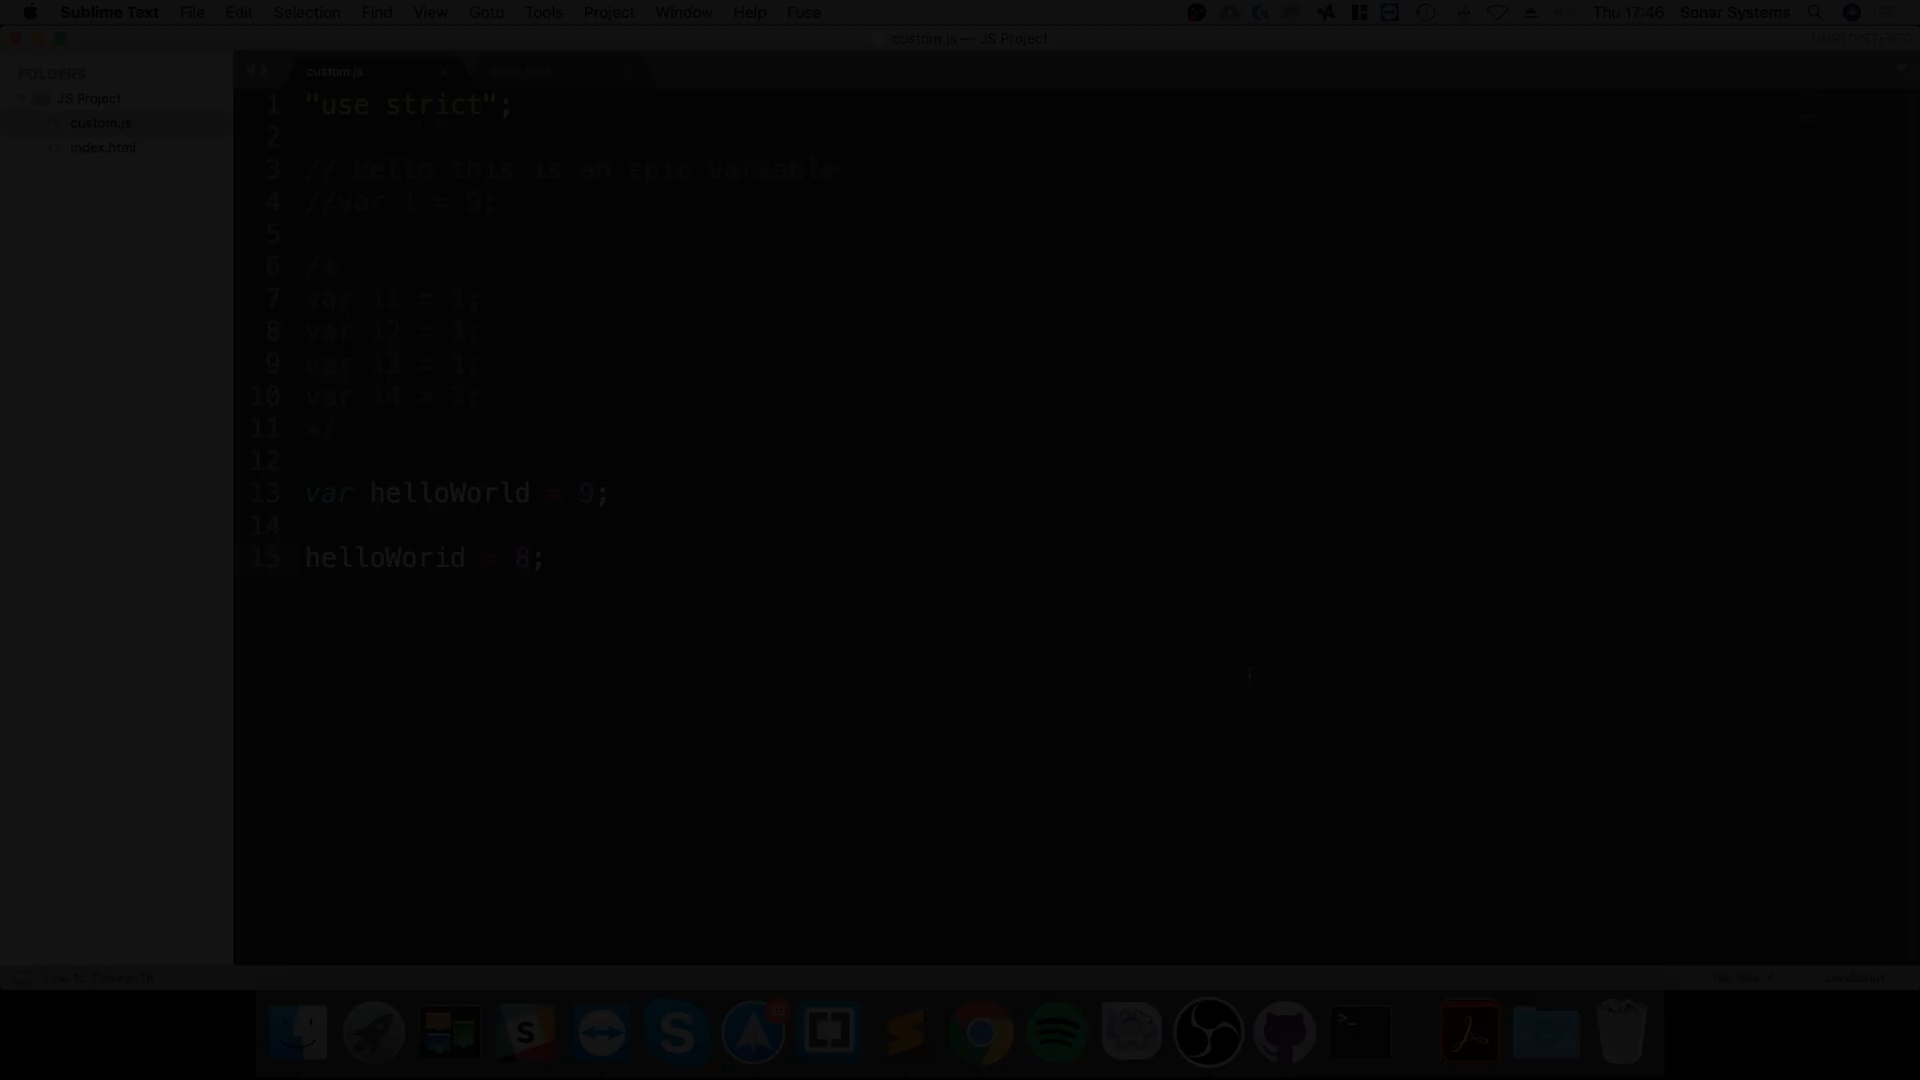 Sublime Text File Edit Selection Find View Goto Tools Project Window Help Fuse Thu 17:46 Sonar Systems
custom.js — JS Project UNREGISTERED
FOLDERS
JS Project
custom.js
index.html
custom.js
1 "use strict";
2
3 // Hello this is an epic Variable
4 //var i = 9;
5
6 /*
7 var i1 = 1;
8 var i2 = 1;
9 var i3 = 1;
10 var i4 = 1;
11 */
12
13 var helloWorld = 9;
14
15 helloWorid = 8;
JavaScript